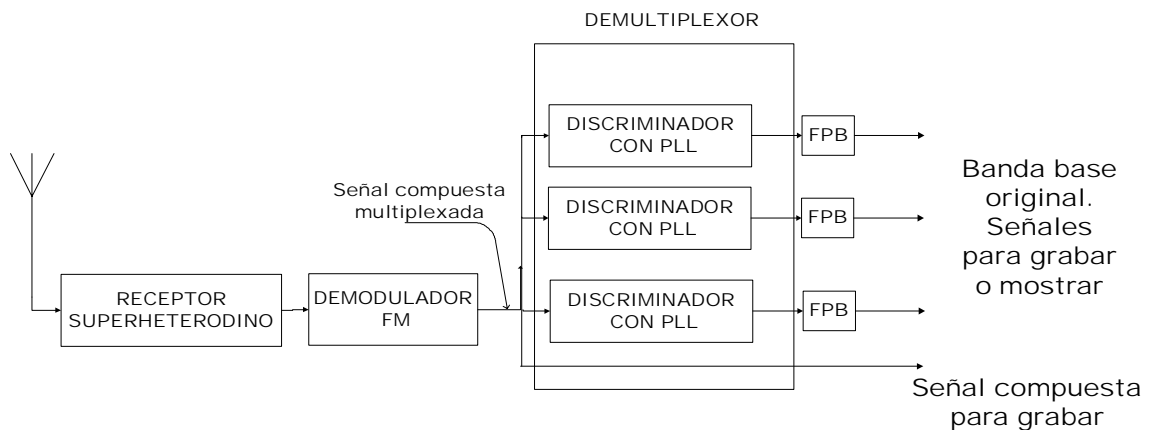 DEMULTIPLEXOR
DISCRIMINADOR
CON PLL
FPB
Señal compuesta
multiplexada
DISCRIMINADOR
CON PLL
FPB
Banda base
original.
Señales
para grabar
o mostrar
RECEPTOR
SUPERHETERODINO
DEMODULADOR
FM
DISCRIMINADOR
CON PLL
FPB
Señal compuesta
para grabar